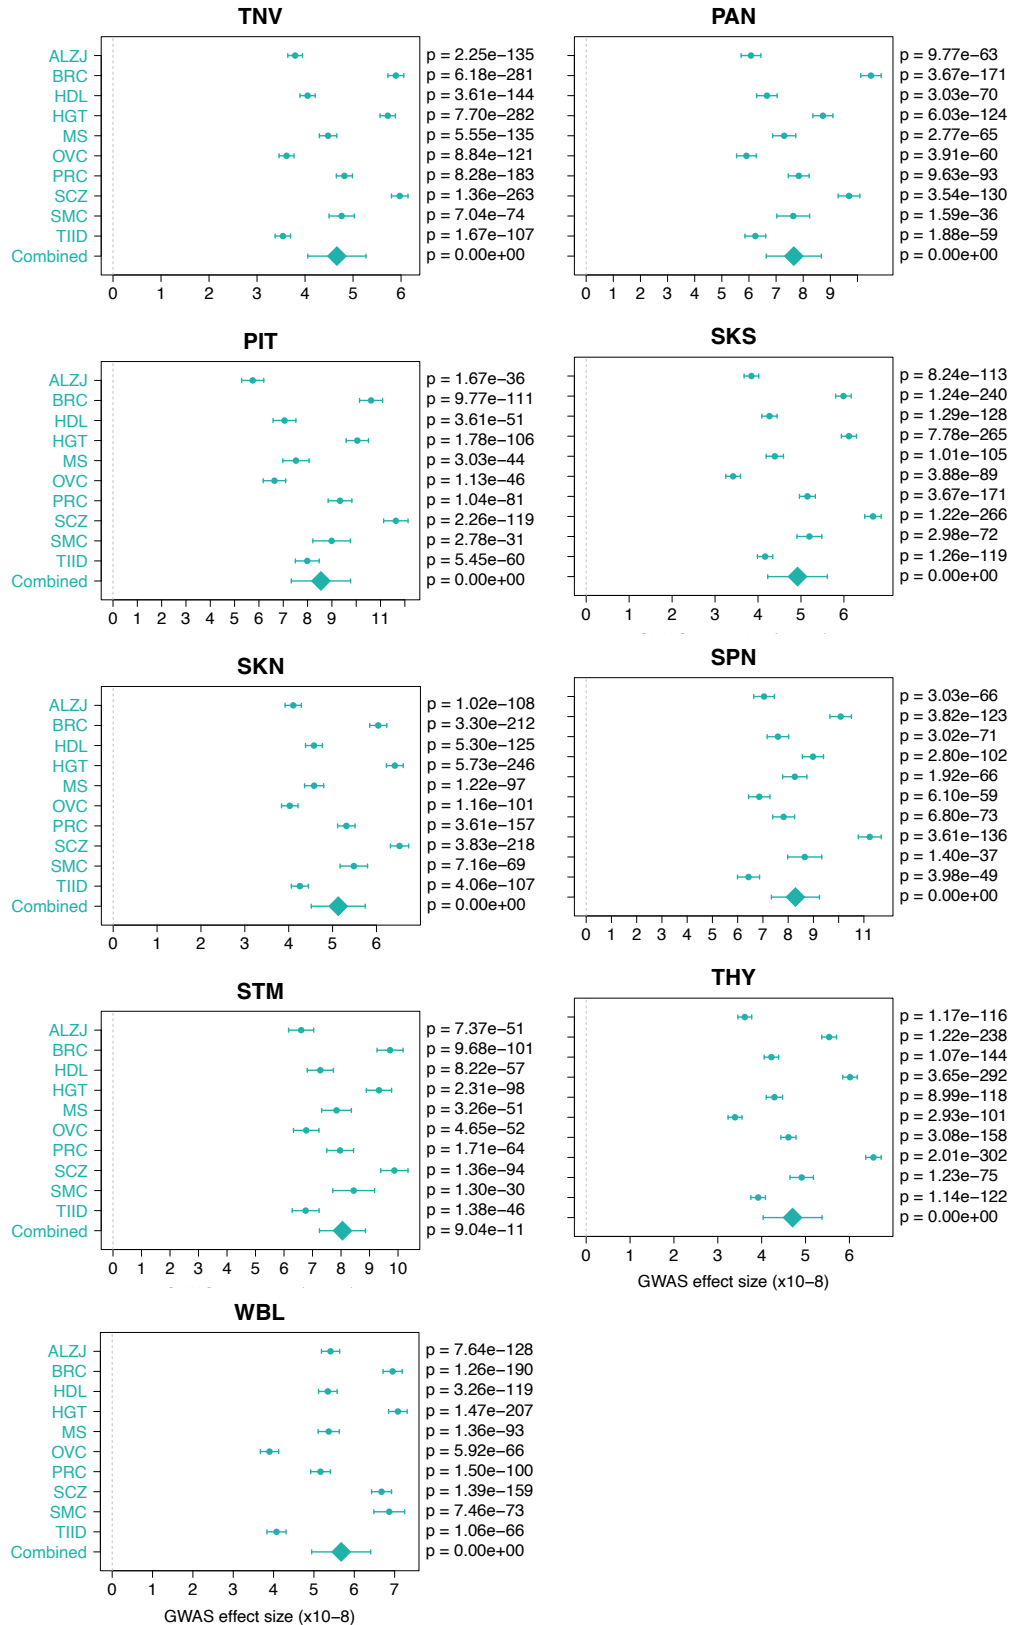 TNV
ALZJ p = 2.25e−135
BRC p = 6.18e−281
HDL p = 3.61e−144
HGT p = 7.70e−282
MS p = 5.55e−135
OVC p = 8.84e−121
PRC p = 8.28e−183
SCZ p = 1.36e−263
SMC p = 7.04e−74
TIID p = 1.67e−107
Combined p = 0.00e+00
0 1 2 3 4 5 6
PAN
p = 9.77e−63
p = 3.67e−171
p = 3.03e−70
p = 6.03e−124
p = 2.77e−65
p = 3.91e−60
p = 9.63e−93
p = 3.54e−130
p = 1.59e−36
p = 1.88e−59
p = 0.00e+00
0 1 2 3 4 5 6 7 8 9
PIT
ALZJ p = 1.67e−36
BRC p = 9.77e−111
HDL p = 3.61e−51
HGT p = 1.78e−106
MS p = 3.03e−44
OVC p = 1.13e−46
PRC p = 1.04e−81
SCZ p = 2.26e−119
SMC p = 2.78e−31
TIID p = 5.45e−60
Combined p = 0.00e+00
0 1 2 3 4 5 6 7 8 9 11
SKS
p = 8.24e−113
p = 1.24e−240
p = 1.29e−128
p = 7.78e−265
p = 1.01e−105
p = 3.88e−89
p = 3.67e−171
p = 1.22e−266
p = 2.98e−72
p = 1.26e−119
p = 0.00e+00
0 1 2 3 4 5 6
SKN
ALZJ p = 1.02e−108
BRC p = 3.30e−212
HDL p = 5.30e−125
HGT p = 5.73e−246
MS p = 1.22e−97
OVC p = 1.16e−101
PRC p = 3.61e−157
SCZ p = 3.83e−218
SMC p = 7.16e−69
TIID p = 4.06e−107
Combined p = 0.00e+00
0 1 2 3 4 5 6
SPN
p = 3.03e−66
p = 3.82e−123
p = 3.02e−71
p = 2.80e−102
p = 1.92e−66
p = 6.10e−59
p = 6.80e−73
p = 3.61e−136
p = 1.40e−37
p = 3.98e−49
p = 0.00e+00
0 1 2 3 4 5 6 7 8 9 11
STM
ALZJ p = 7.37e−51
BRC p = 9.68e−101
HDL p = 8.22e−57
HGT p = 2.31e−98
MS p = 3.26e−51
OVC p = 4.65e−52
PRC p = 1.71e−64
SCZ p = 1.36e−94
SMC p = 1.30e−30
TIID p = 1.38e−46
Combined p = 9.04e−11
0 1 2 3 4 5 6 7 8 9 10
THY
p = 1.17e−116
p = 1.22e−238
p = 1.07e−144
p = 3.65e−292
p = 8.99e−118
p = 2.93e−101
p = 3.08e−158
p = 2.01e−302
p = 1.23e−75
p = 1.14e−122
p = 0.00e+00
0 1 2 3 4 5 6
GWAS effect size (x10−8)
WBL
ALZJ p = 7.64e−128
BRC p = 1.26e−190
HDL p = 3.26e−119
HGT p = 1.47e−207
MS p = 1.36e−93
OVC p = 5.92e−66
PRC p = 1.50e−100
SCZ p = 1.39e−159
SMC p = 7.46e−73
TIID p = 1.06e−66
Combined p = 0.00e+00
0 1 2 3 4 5 6 7
GWAS effect size (x10−8)